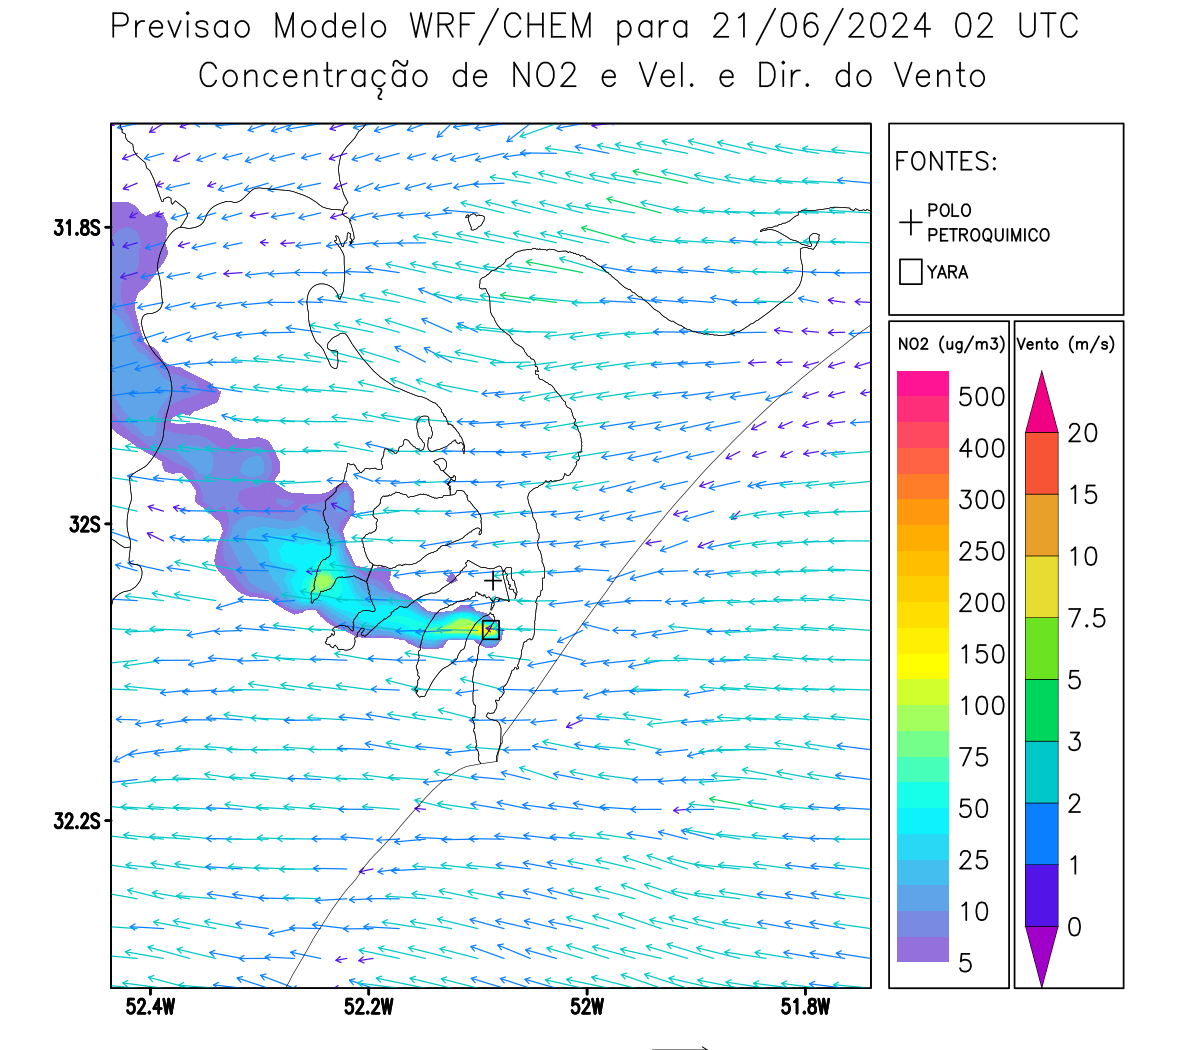 Previsao Modelo WRF/CHEM para 21/06/2024 02 UTC
Concentração de NO2 e Vel. e Dir. do Vento
FONTES:
POLO
PETROQUIMICO
YARA
NO2 (ug/m3)
500
400
300
250
200
150
100
75
50
25
10
5
Vento (m/s)
20
15
10
7.5
5
3
2
1
0
31.8S
32S
32.2S
52.4W
52.2W
52W
51.8W